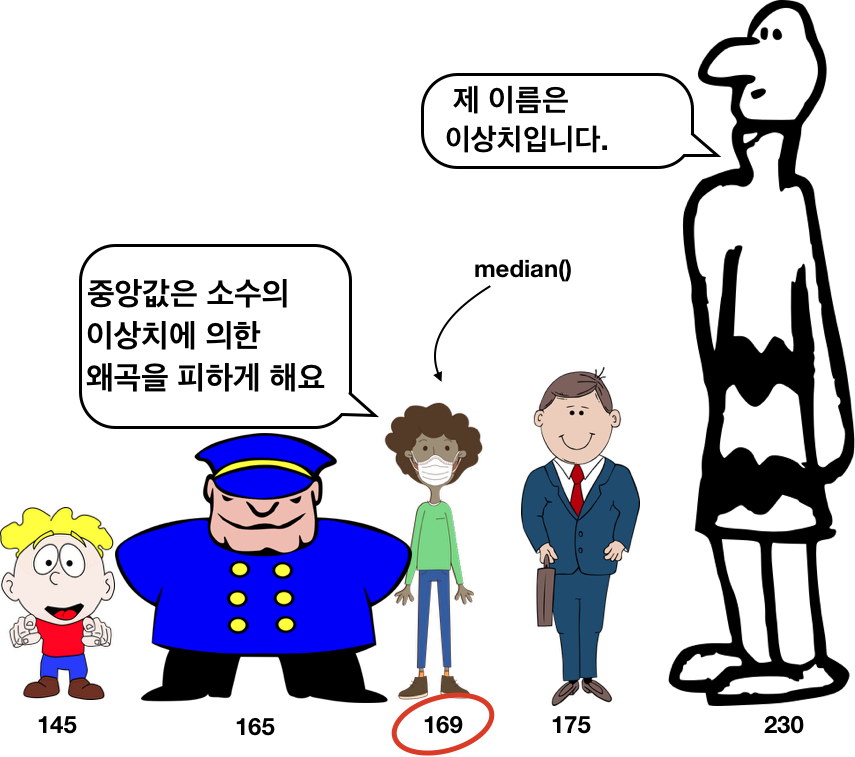 제 이름은
이상치입니다.
중앙값은 소수의
이상치에 의한
왜곡을 피하게 해요
median()
145
165
169
175
230